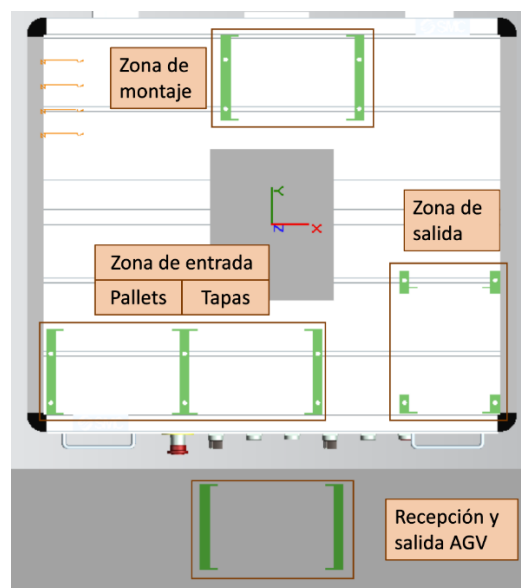 Zona de
montaje
Y
X
Z
Zona de
salida
Zona de entrada
Pallets
Tapas
Recepción y
salida AGV